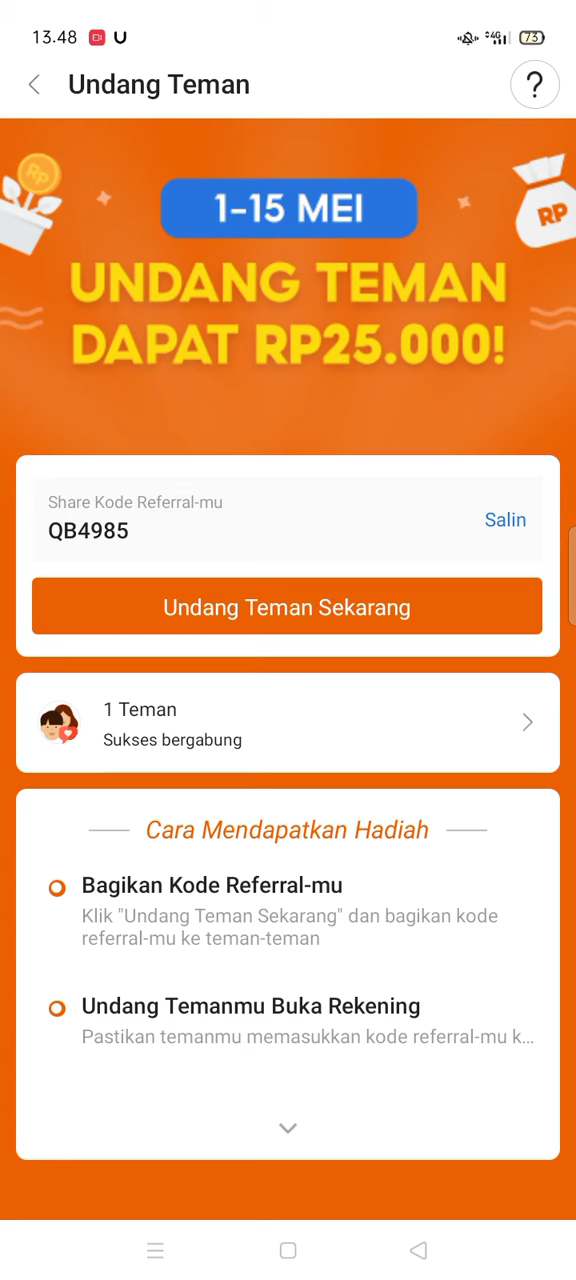 13.48
U
4G
73
Undang Teman
?
Rp
RP
1-15 MEI
UNDANG TEMAN
DAPAT RP25.000!
Share Kode Referral-mu
QB4985
Salin
Undang Teman Sekarang
1 Teman
Sukses bergabung
Cara Mendapatkan Hadiah
Bagikan Kode Referral-mu
Klik "Undang Teman Sekarang" dan bagikan kode
referral-mu ke teman-teman
Undang Temanmu Buka Rekening
Pastikan temanmu memasukkan kode referral-mu k...